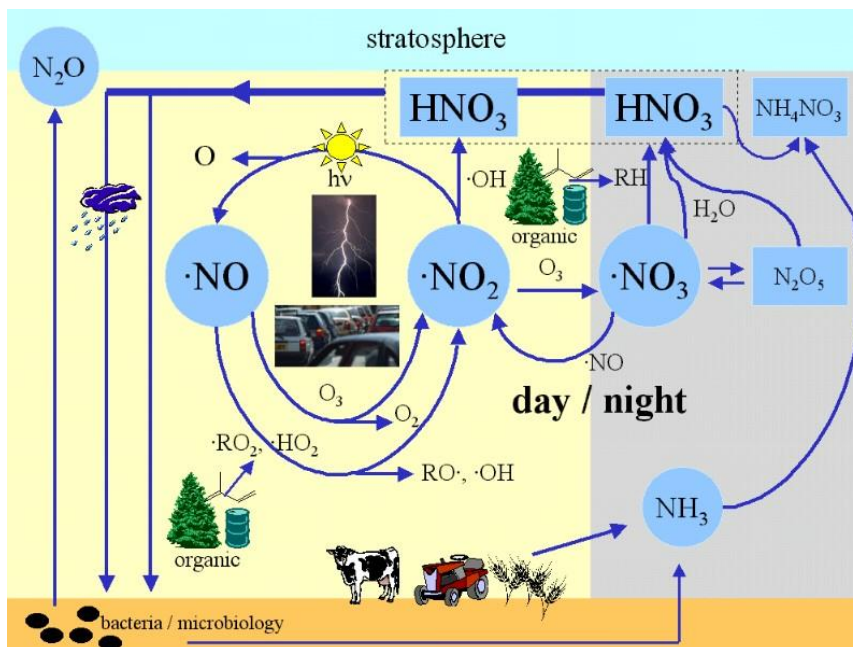 stratosphere
N₂O
HNO₃
HNO₃
NH₄NO₃
O
hν
·OH
RH
organic
H₂O
·NO
·NO₂
O₃
·NO₃
N₂O₅
·NO
O₃
O₂
day / night
·RO₂, ·HO₂
RO·, ·OH
organic
NH₃
bacteria / microbiology